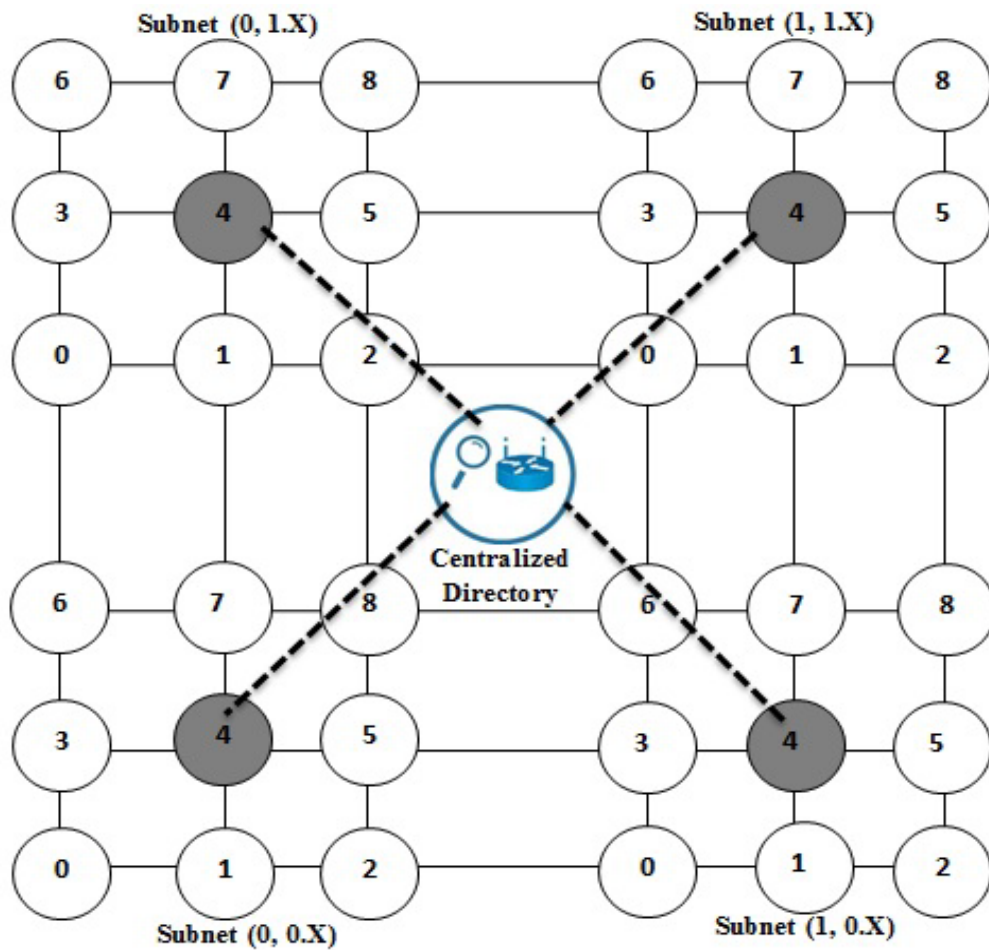 Subnet (0, 1.X)
Subnet (1, 1.X)
6 7 8 6 7 8
3 4 5 3 4 5
0 1 2 0 1 2
Centralized
Directory
6 7 8 6 7 8
3 4 5 3 4 5
0 1 2 0 1 2
Subnet (0, 0.X)
Subnet (1, 0.X)